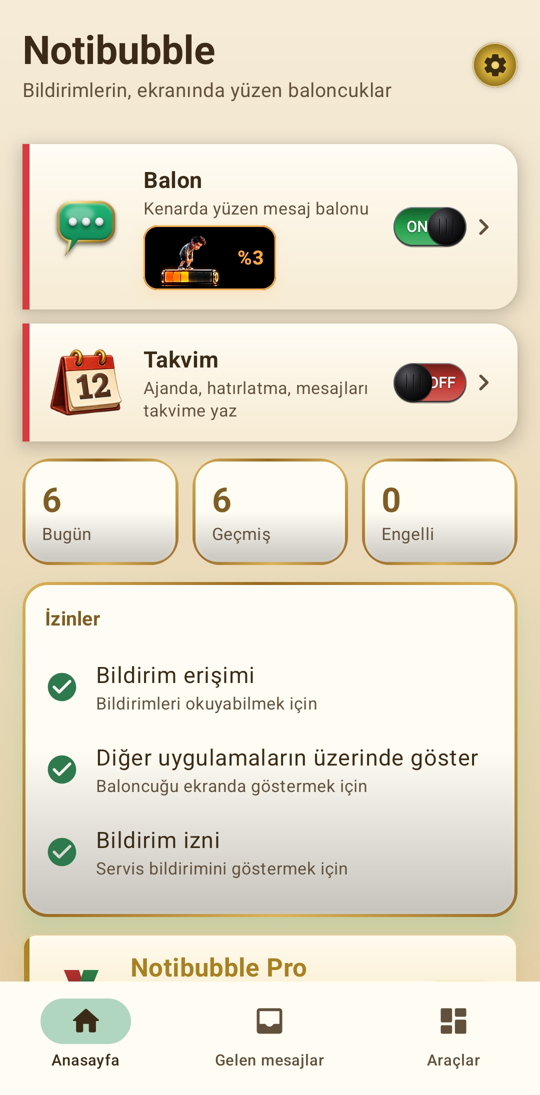 Notibubble
Bildirimlerin, ekranında yüzen baloncuklar
Balon
Kenarda yüzen mesaj balonu
ON
%3
12
Takvim
Ajanda, hatırlatma, mesajları
takvime yaz
OFF
6
Bugün
6
Geçmiş
0
Engelli
İzinler
Bildirim erişimi
Bildirimleri okuyabilmek için
Diğer uygulamaların üzerinde göster
Baloncuğu ekranda göstermek için
Bildirim izni
Servis bildirimini göstermek için
Notibubble Pro
Anasayfa
Gelen mesajlar
Araçlar